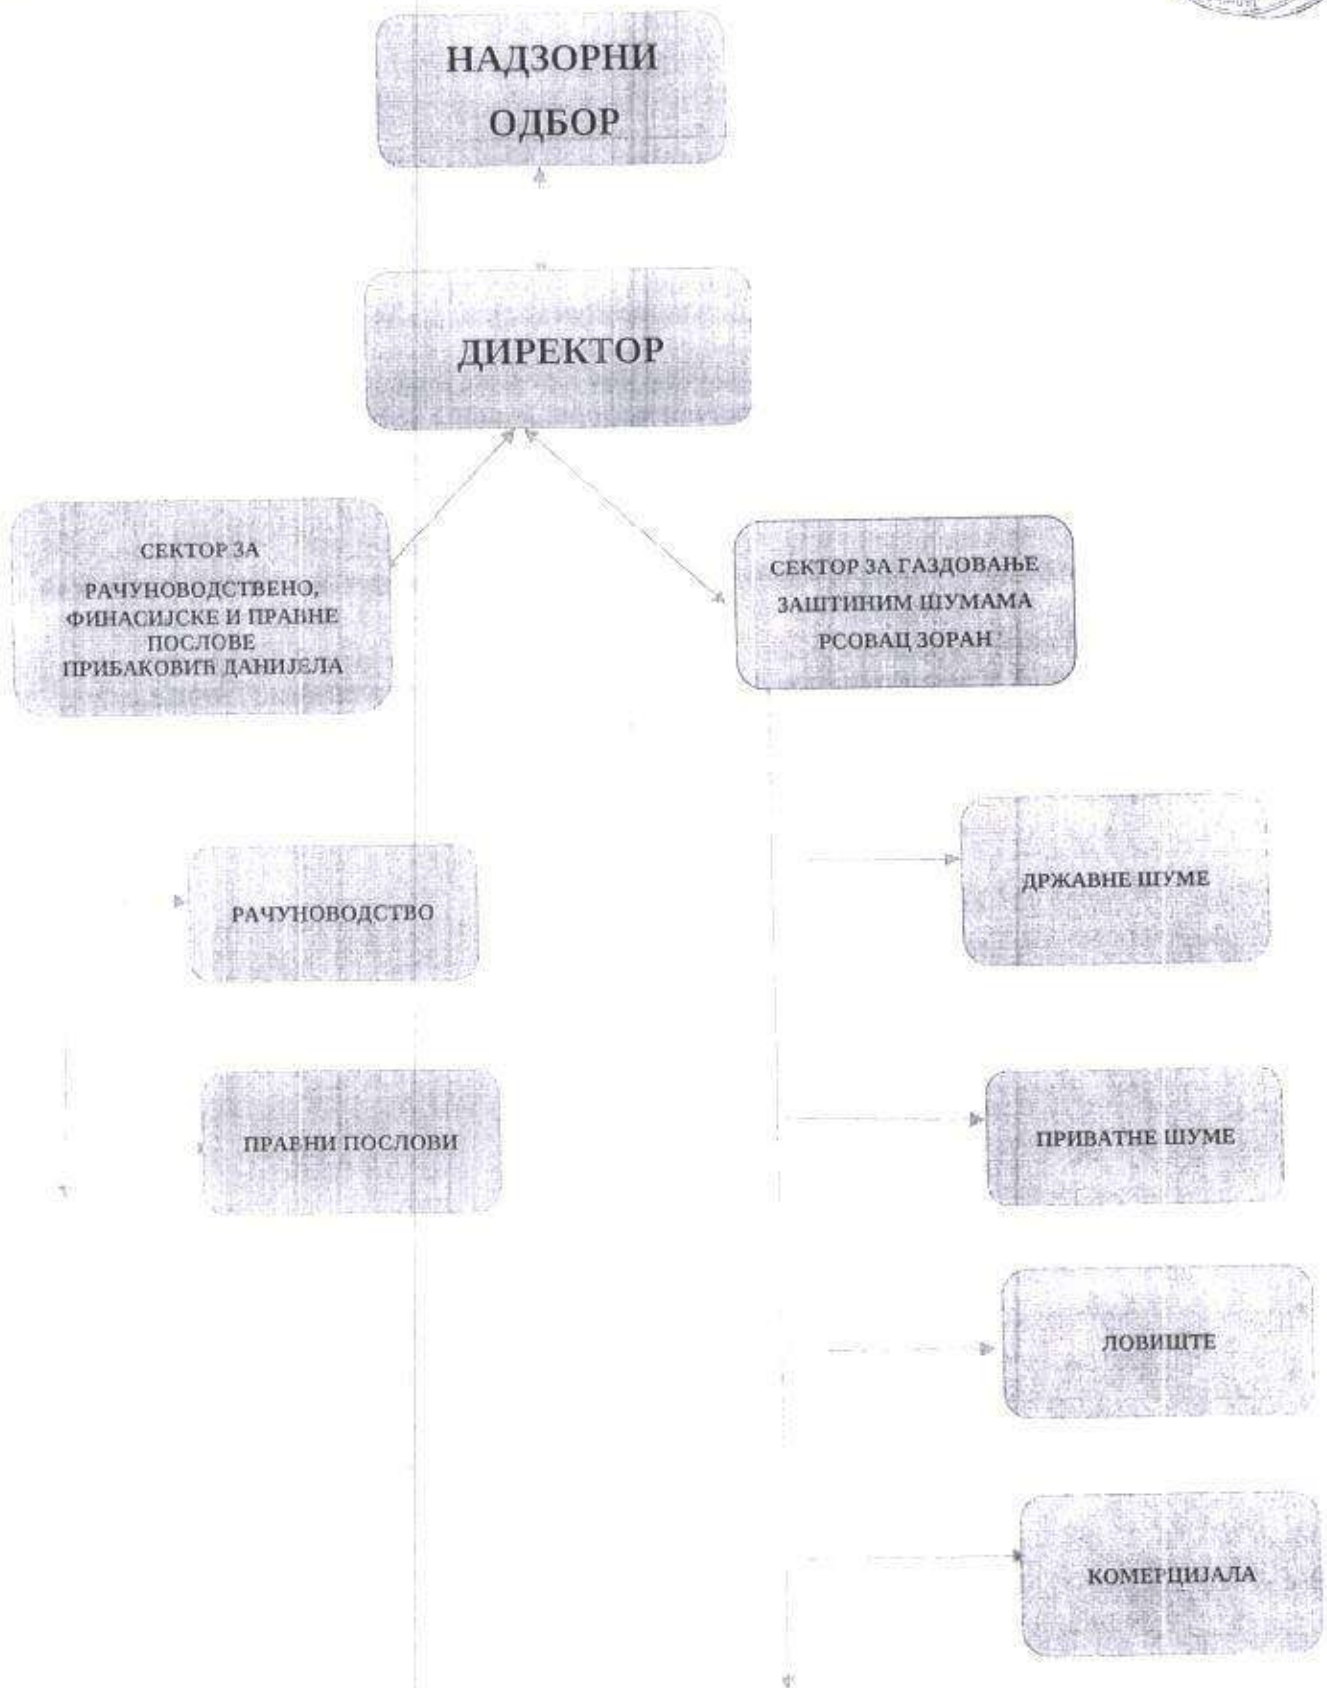 НАДЗОРНИ
ОДБОР
ДИРЕКТОР
СЕКТОР ЗА
РАЧУНОВОДСТВЕНО,
ФИНАСИЈСКЕ И ПРАВНЕ
ПОСЛОВЕ
ПРИБАКОВИЋ ДАНИЈЕЛА
СЕКТОР ЗА ГАЗДОВАЊЕ
ЗАШТИНИМ ШУМАМА
РСОВАЦ ЗОРАН
РАЧУНОВОДСТВО
ПРАВНИ ПОСЛОВИ
ДРЖАВНЕ ШУМЕ
ПРИВАТНЕ ШУМЕ
ЛОВИШТЕ
КОМЕРЦИЈАЛА